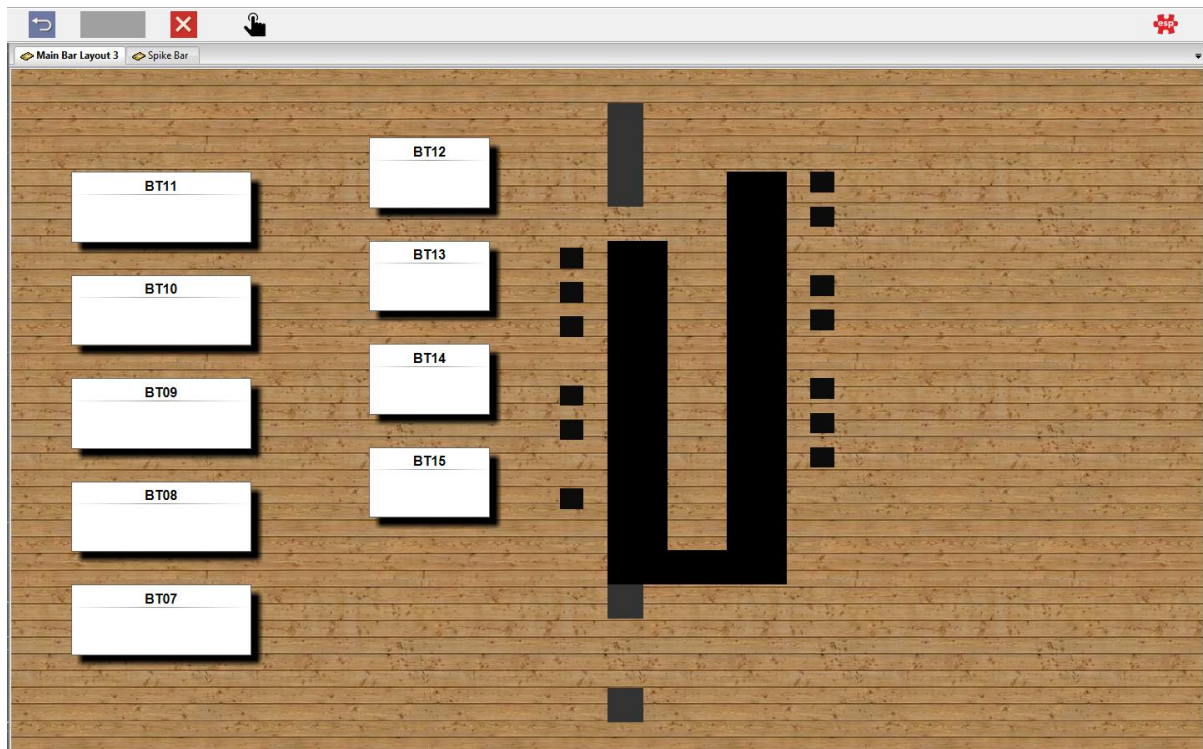 esp
Main Bar Layout 3
Spike Bar
BT12
BT11
BT13
BT10
BT14
BT09
BT15
BT08
BT07